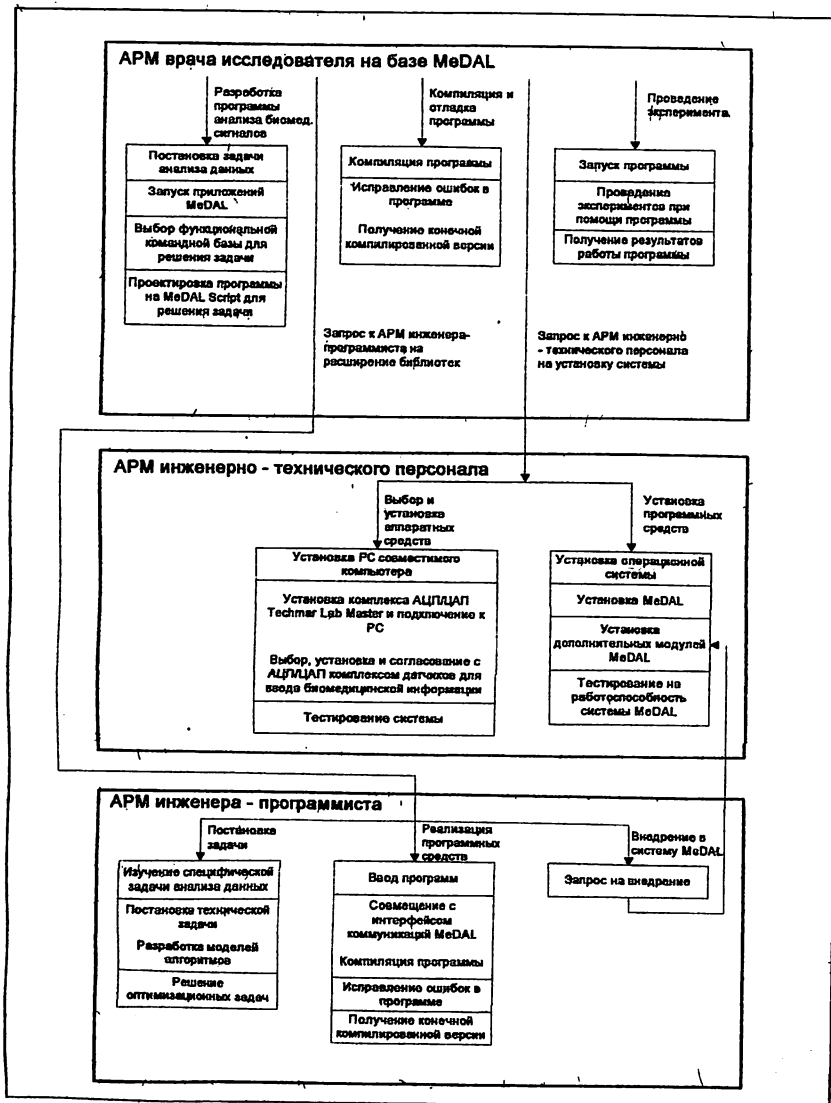 АРМ врача исследователя на базе MeDAL
Разработка
программы
анализа биомед.
сигналов
Постановка задачи
анализа данных
Запуск приложений
MeDAL
Выбор функциональной
командной базы для
решения задачи
Проектировка программы
на MeDAL Script для
решения задачи
Компиляция и
отладка
программы
Компиляция программы
Исправление ошибок в
программе
Получение конечной
компилированной версии
Проведение
эксперимента
Запуск программы
Проведение
экспериментов при
помощи программы
Получение результатов
работы программы
Запрос к АРМ инженера-
программиста на
расширение библиотек
Запрос к АРМ инженерно
- технического персонала
на установку системы
АРМ инженерно - технического персонала
Выбор и
установка
аппаратных
средств
Установка PC совместимого
компьютера
Установка комплекса АЦП/ЦАП
Techmar Lab Master и подключение к
PC
Выбор, установка и согласование с
АЦП/ЦАП комплексом датчиков для
ввода биомедицинской информации
Тестирование системы
Установка
программных
средств
Установка операционной
системы
Установка MeDAL
Установка
дополнительных модулей
MeDAL
Тестирование на
работоспособность
системы MeDAL
АРМ инженера - программиста
Постановка
задачи
Изучение специфической
задачи анализа данных
Постановка технической
задачи
Разработка моделей
алгоритмов
Решение
оптимизационных задач
Реализация
программных
средств
Ввод программ
Совмещение с
интерфейсом
коммуникаций MeDAL
Компиляция программы
Исправление ошибок в
программе
Получение конечной
компилированной версии
Внедрение в
систему MeDAL
Запрос на внедрение